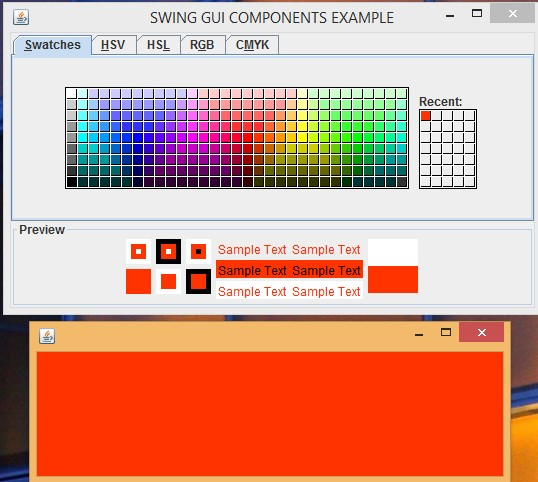 SWING GUI COMPONENTS EXAMPLE
Swatches HSV HSL RGB CMYK
Recent:
Preview
Sample Text Sample Text
Sample Text Sample Text
Sample Text Sample Text